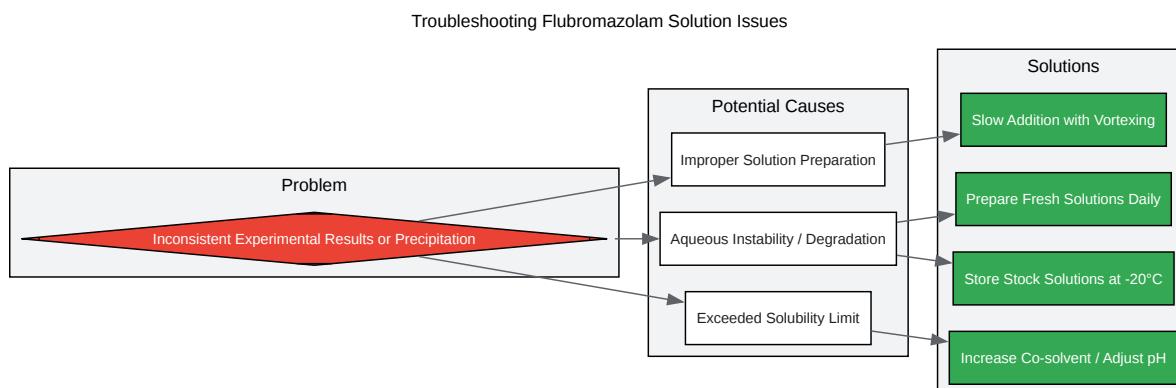 Troubleshooting Flubromazolam Solution Issues
Problem
Inconsistent Experimental Results or Precipitation
Potential Causes
Improper Solution Preparation
Aqueous Instability / Degradation
Exceeded Solubility Limit
Solutions
Slow Addition with Vortexing
Prepare Fresh Solutions Daily
Store Stock Solutions at -20°C
Increase Co-solvent / Adjust pH